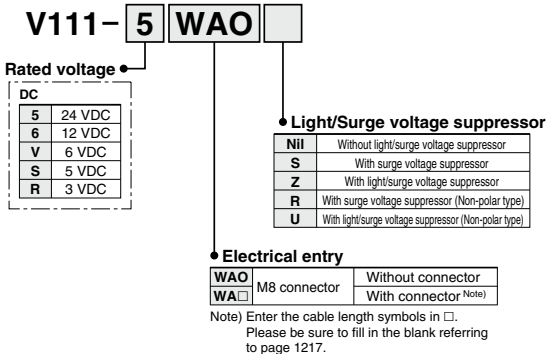 V111- 5 WAO
Rated voltage
DC
5 24 VDC
6 12 VDC
V 6 VDC
S 5 VDC
R 3 VDC
Light/Surge voltage suppressor
Nil Without light/surge voltage suppressor
S With surge voltage suppressor
Z With light/surge voltage suppressor
R With surge voltage suppressor (Non-polar type)
U With light/surge voltage suppressor (Non-polar type)
Electrical entry
WAO M8 connector Without connector
WA□ With connector Note)
Note) Enter the cable length symbols in □.
Please be sure to fill in the blank referring
to page 1217.